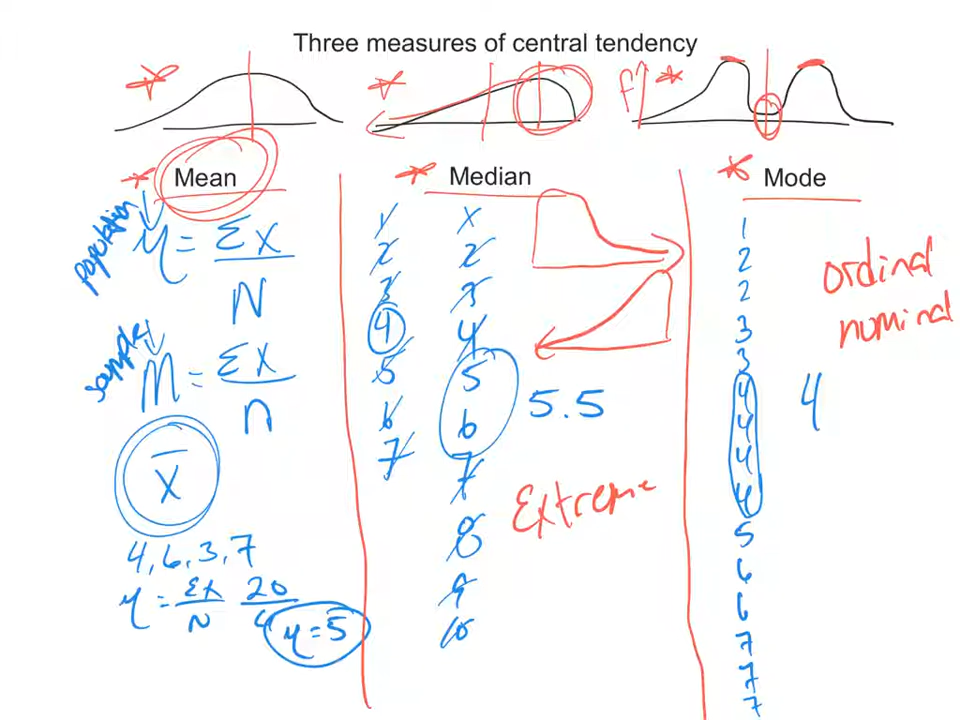 Three measures of central tendency
f
Mean
population
μ = ΣX
N
sample
M = ΣX
n
X̄
4, 6, 3, 7
μ = ΣX 20
N 4
μ = 5
Median
1
2
3
4
5
6
7
1
2
3
4
5
6
7
8
9
10
5.5
Extreme
Mode
1
2
2
3
3
4
4
4
4
5
6
6
7
7
7
4
ordinal
nominal